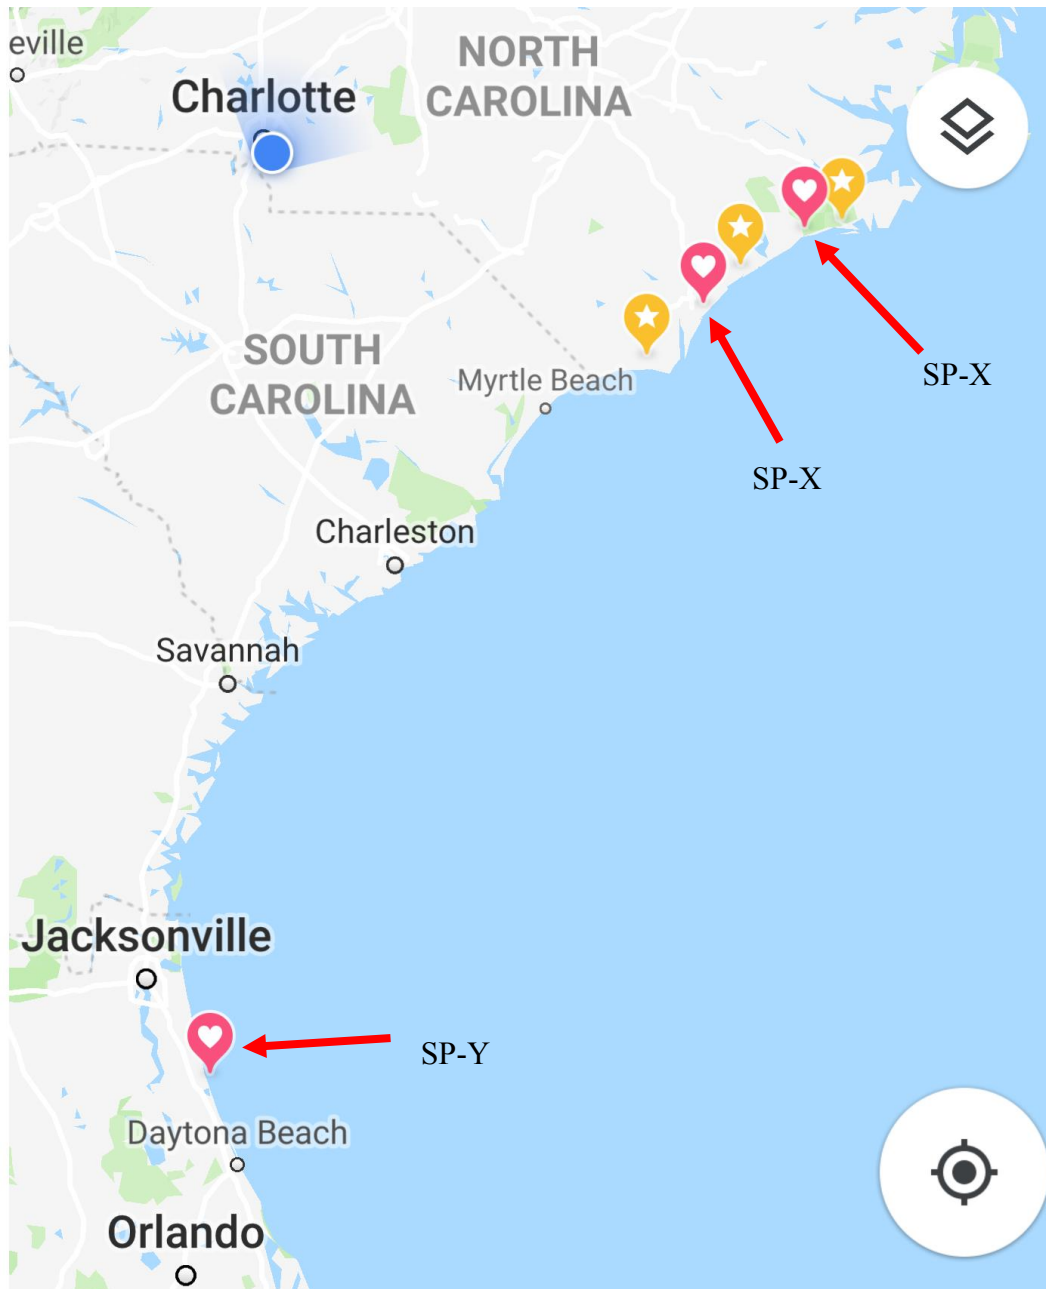 eville
NORTH
CAROLINA
Charlotte
SP-X
SOUTH
CAROLINA
Myrtle Beach
SP-X
Charleston
Savannah
Jacksonville
SP-Y
Daytona Beach
Orlando